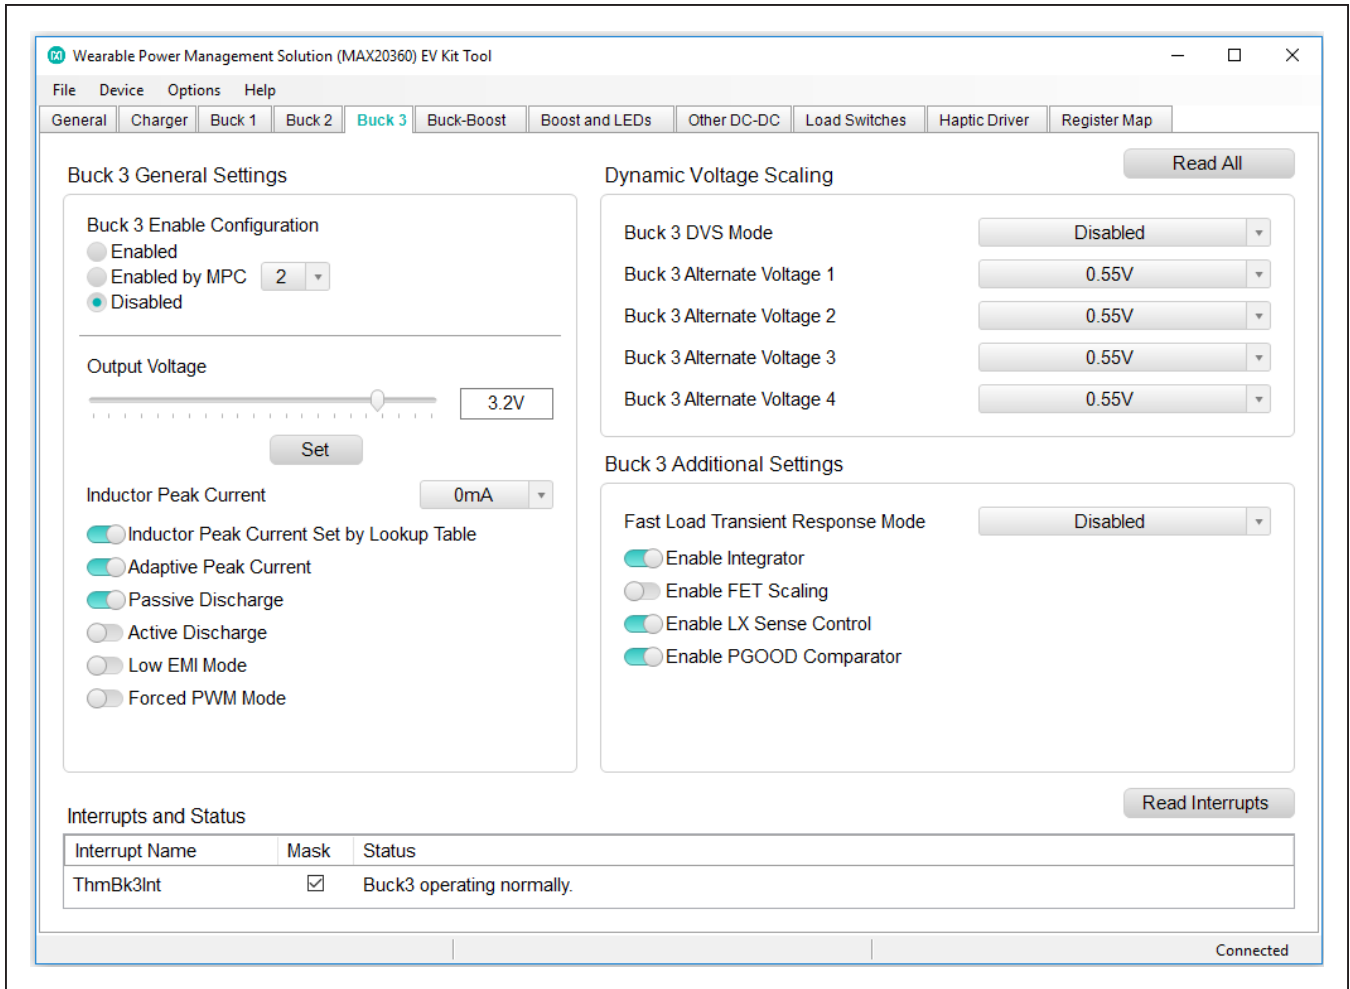 Wearable Power Management Solution (MAX20360) EV Kit Tool
File Device Options Help
General Charger Buck 1 Buck 2 Buck 3 Buck-Boost Boost and LEDs Other DC-DC Load Switches Haptic Driver Register Map
Read All
Buck 3 General Settings
Buck 3 Enable Configuration
Enabled
Enabled by MPC 2
Disabled
Output Voltage
3.2V
Set
Inductor Peak Current 0mA
Inductor Peak Current Set by Lookup Table
Adaptive Peak Current
Passive Discharge
Active Discharge
Low EMI Mode
Forced PWM Mode
Dynamic Voltage Scaling
Buck 3 DVS Mode Disabled
Buck 3 Alternate Voltage 1 0.55V
Buck 3 Alternate Voltage 2 0.55V
Buck 3 Alternate Voltage 3 0.55V
Buck 3 Alternate Voltage 4 0.55V
Buck 3 Additional Settings
Fast Load Transient Response Mode Disabled
Enable Integrator
Enable FET Scaling
Enable LX Sense Control
Enable PGOOD Comparator
Read Interrupts
Interrupts and Status
Interrupt Name Mask Status
ThmBk3Int Buck3 operating normally.
Connected